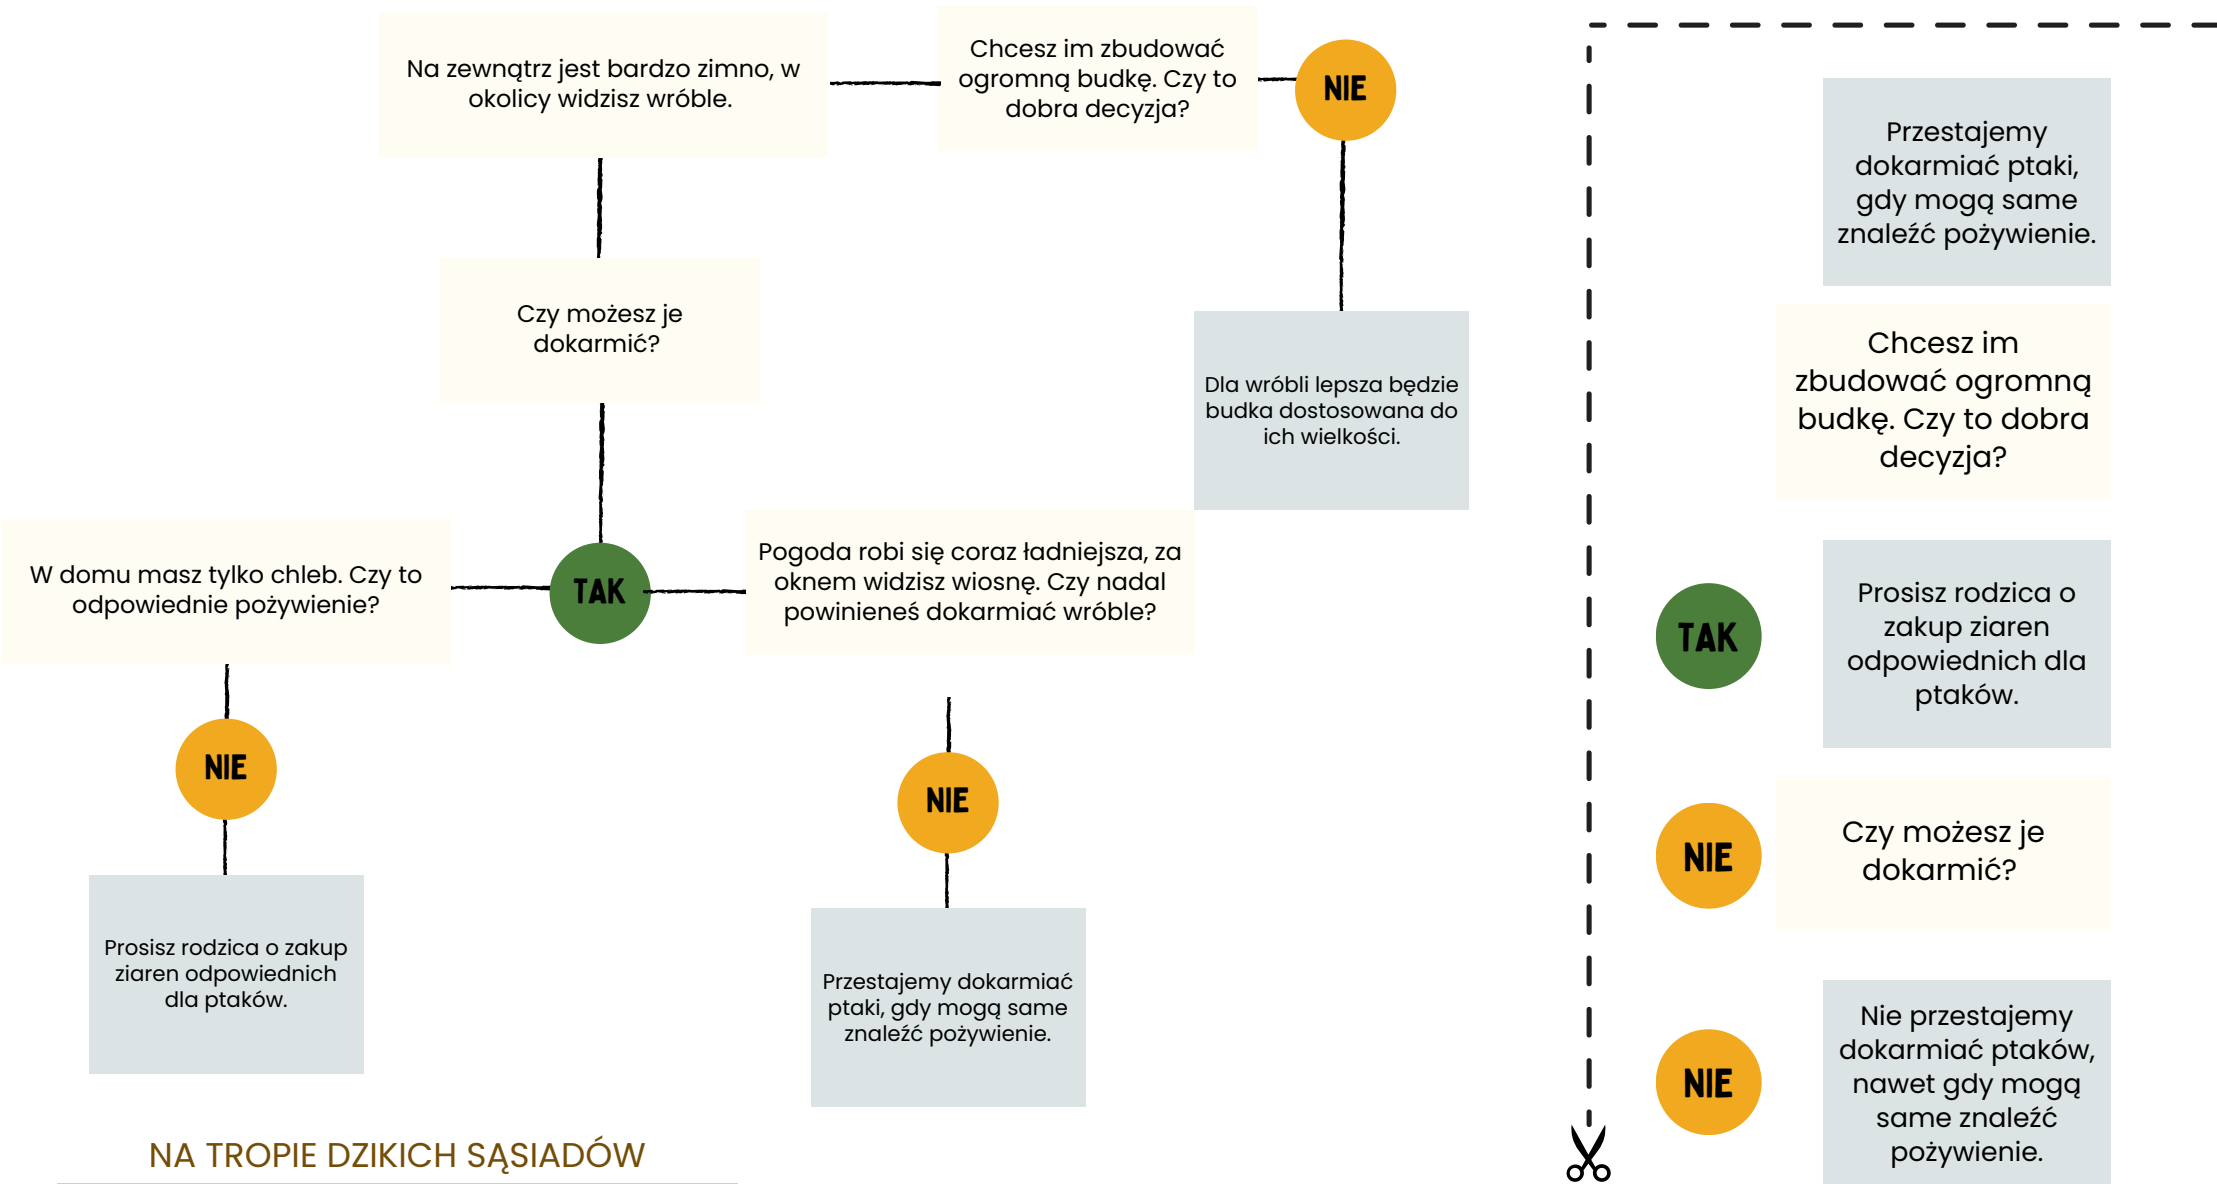 Na zewnątrz jest bardzo zimno, w
okolicy widzisz wróble.
Chcesz im zbudować
ogromną budkę. Czy to
dobra decyzja?
NIE
Czy możesz je
dokarmić?
Dla wróbli lepsza będzie
budka dostosowana do
ich wielkości.
W domu masz tylko chleb. Czy to
odpowiednie pożywienie?
TAK
Pogoda robi się coraz ładniejsza, za
oknem widzisz wiosnę. Czy nadal
powinieneś dokarmiać wróble?
NIE
NIE
Prosisz rodzica o zakup
ziaren odpowiednich
dla ptaków.
Przestajemy dokarmiać
ptaki, gdy mogą same
znaleźć pożywienie.
NA TROPIE DZIKICH SĄSIADÓW
Przestajemy
dokarmiać ptaki,
gdy mogą same
znaleźć pożywienie.
Chcesz im
zbudować ogromną
budkę. Czy to dobra
decyzja?
TAK
Prosisz rodzica o
zakup ziaren
odpowiednich dla
ptaków.
NIE
Czy możesz je
dokarmić?
NIE
Nie przestajemy
dokarmiać ptaków,
nawet gdy mogą
same znaleźć
pożywienie.